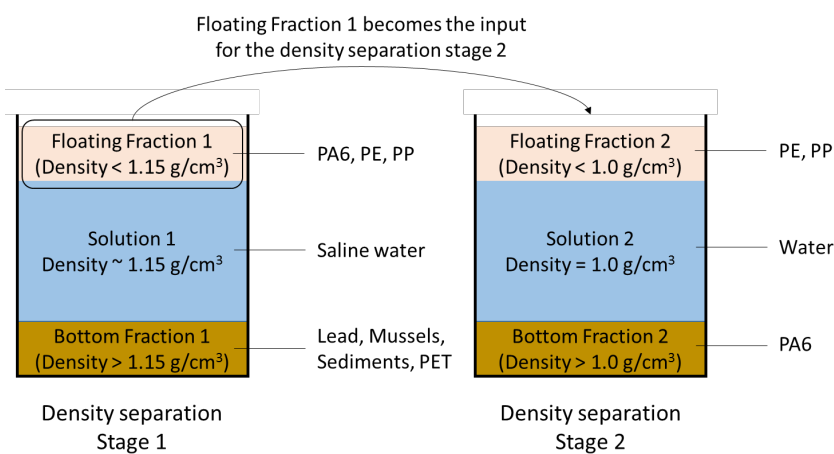 Floating Fraction 1 becomes the input
for the density separation stage 2
Floating Fraction 1
(Density < 1.15 g/cm³)
PA6, PE, PP
Solution 1
Density ~ 1.15 g/cm³
Saline water
Bottom Fraction 1
(Density > 1.15 g/cm³)
Lead, Mussels,
Sediments, PET
Density separation
Stage 1
Floating Fraction 2
(Density < 1.0 g/cm³)
PE, PP
Solution 2
Density = 1.0 g/cm³
Water
Bottom Fraction 2
(Density > 1.0 g/cm³)
PA6
Density separation
Stage 2